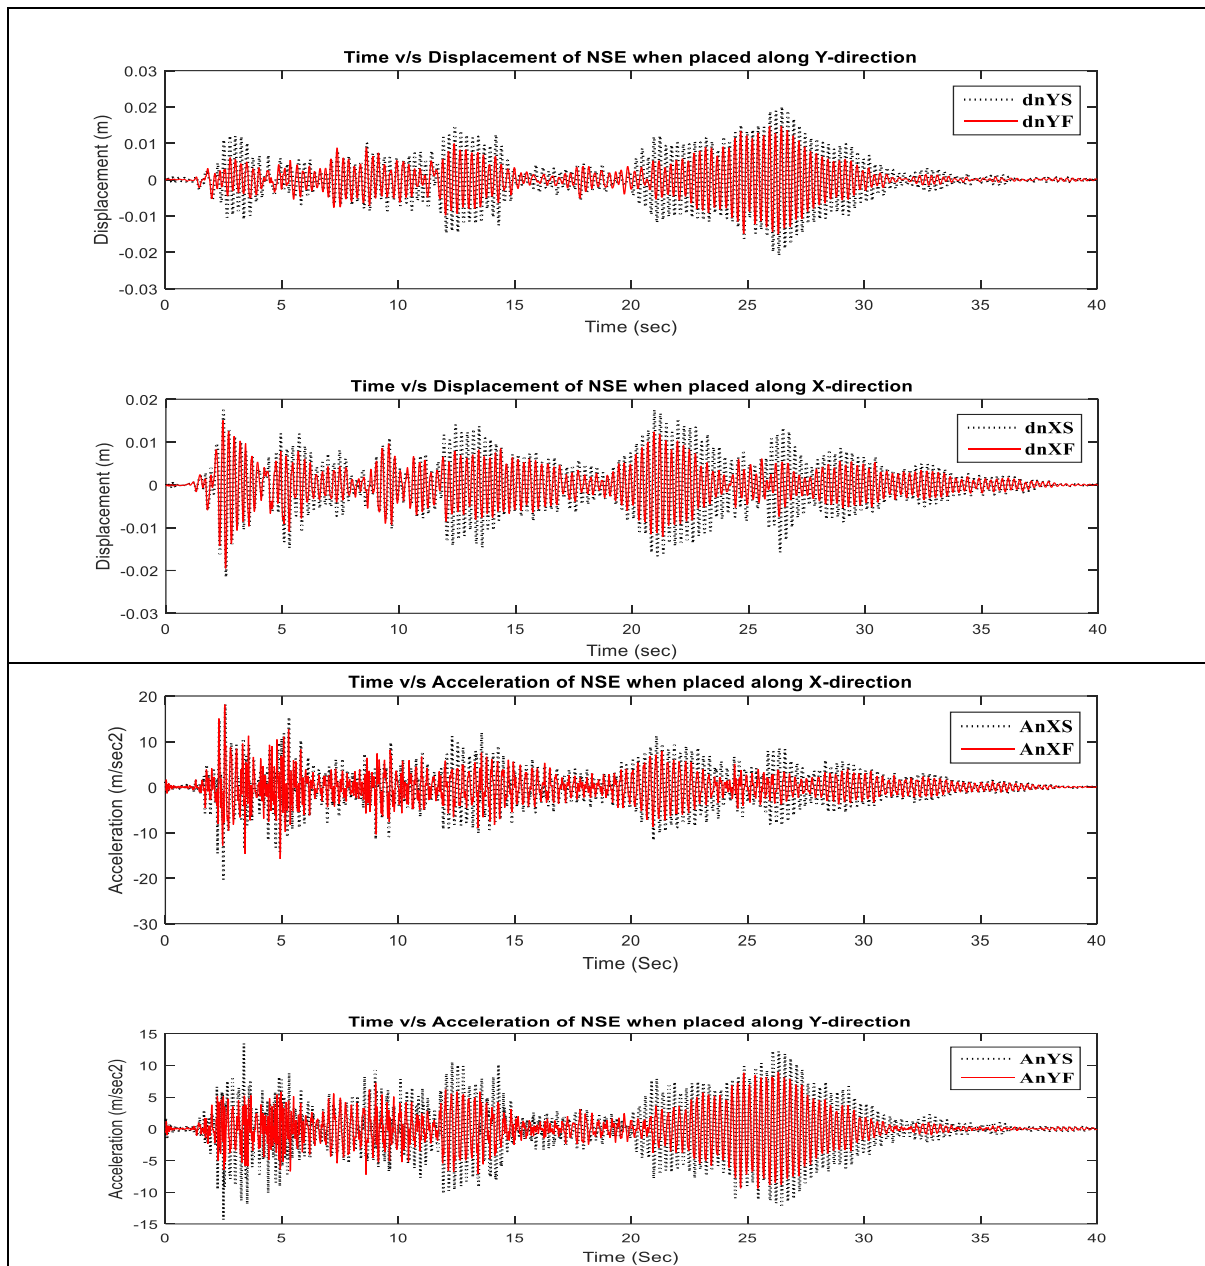 Time v/s Displacement of NSE when placed along Y-direction
0.03
0.02
0.01
0
-0.01
-0.02
-0.03
Displacement (m)
dnYS
dnYF
0 5 10 15 20 25 30 35 40
Time (sec)
Time v/s Displacement of NSE when placed along X-direction
0.02
0.01
0
-0.01
-0.02
-0.03
Displacement (m)
dnXS
dnXF
0 5 10 15 20 25 30 35 40
Time (sec)
Time v/s Acceleration of NSE when placed along X-direction
20
10
0
-10
-20
-30
Acceleration (m/sec2)
AnXS
AnXF
0 5 10 15 20 25 30 35 40
Time (Sec)
Time v/s Acceleration of NSE when placed along Y-direction
15
10
5
0
-5
-10
-15
Acceleration (m/sec2)
AnYS
AnYF
0 5 10 15 20 25 30 35 40
Time (Sec)